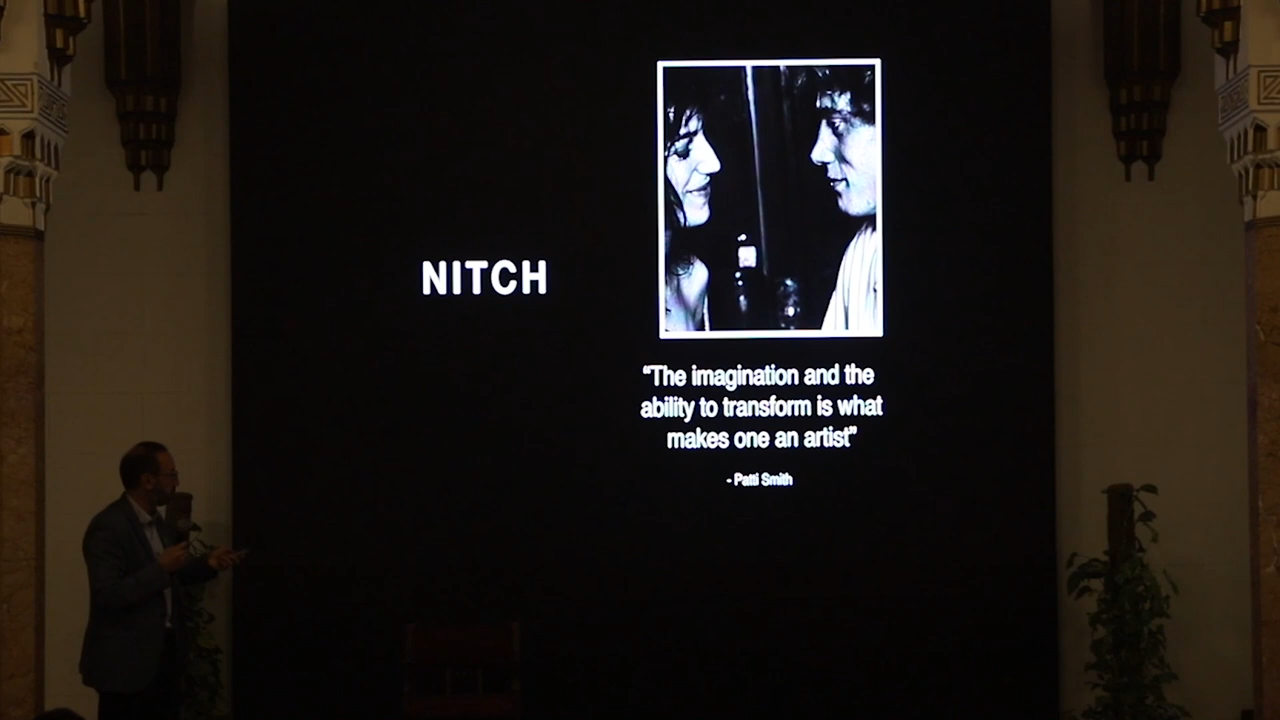 NITCH
“The imagination and the
ability to transform is what
makes one an artist”
- Patti Smith